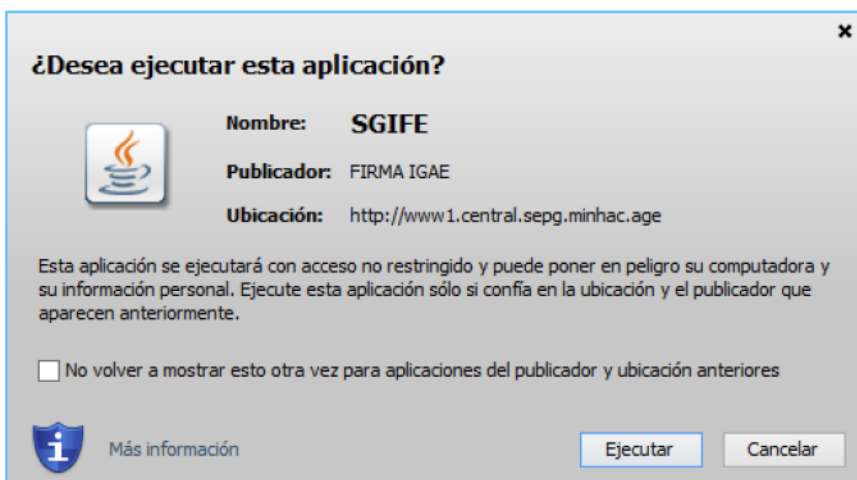 ¿Desea ejecutar esta aplicación?
Nombre: SGIFE
Publicador: FIRMA IGAE
Ubicación: http://www1.central.sepg.minhac.age
Esta aplicación se ejecutará con acceso no restringido y puede poner en peligro su computadora y
su información personal. Ejecute esta aplicación sólo si confía en la ubicación y el publicador que
aparecen anteriormente.
No volver a mostrar esto otra vez para aplicaciones del publicador y ubicación anteriores
Más información
Ejecutar
Cancelar